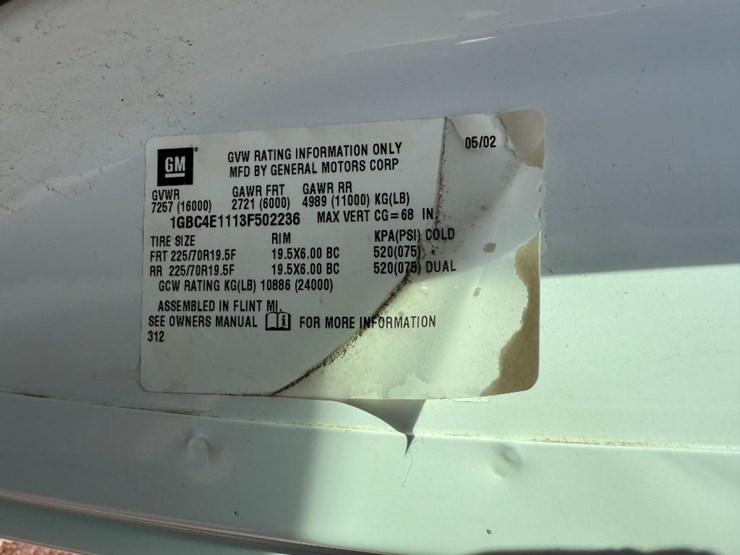 GM
GVW RATING INFORMATION ONLY 05/02
MFD BY GENERAL MOTORS CORP
GVWR GAWR FRT GAWR RR
7257 (16000) 2721 (6000) 4989 (11000) KG(LB)
1GBC4E1113F502236 MAX VERT CG=68 IN
TIRE SIZE RIM KPA(PSI) COLD
FRT 225/70R19.5F 19.5X6.00 BC 520(075)
RR 225/70R19.5F 19.5X6.00 BC 520(075) DUAL
GCW RATING KG(LB) 10886 (24000)
ASSEMBLED IN FLINT MI
SEE OWNERS MANUAL i FOR MORE INFORMATION
312